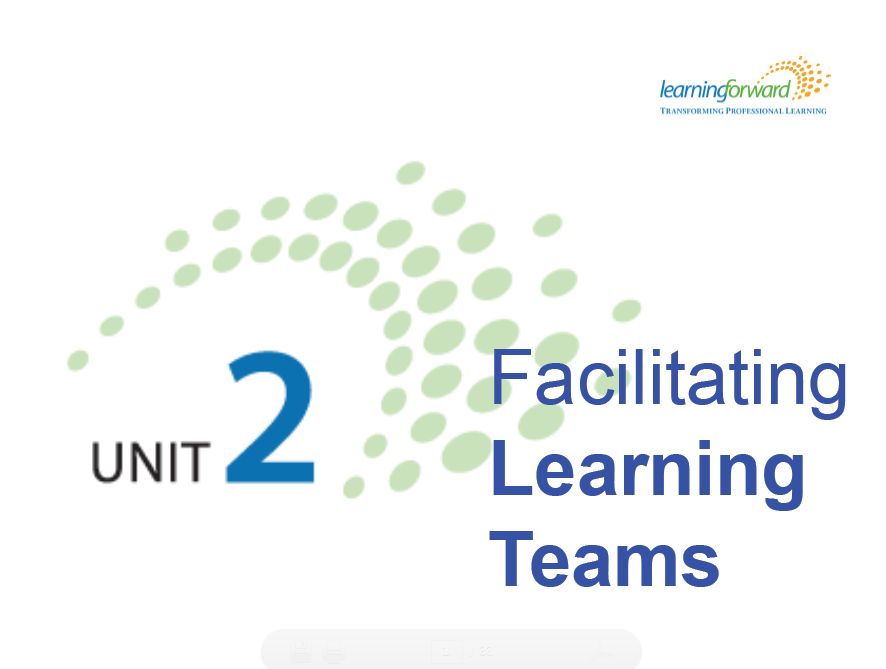 learningforward
TRANSFORMING PROFESSIONAL LEARNING
UNIT 2
Facilitating
Learning
Teams